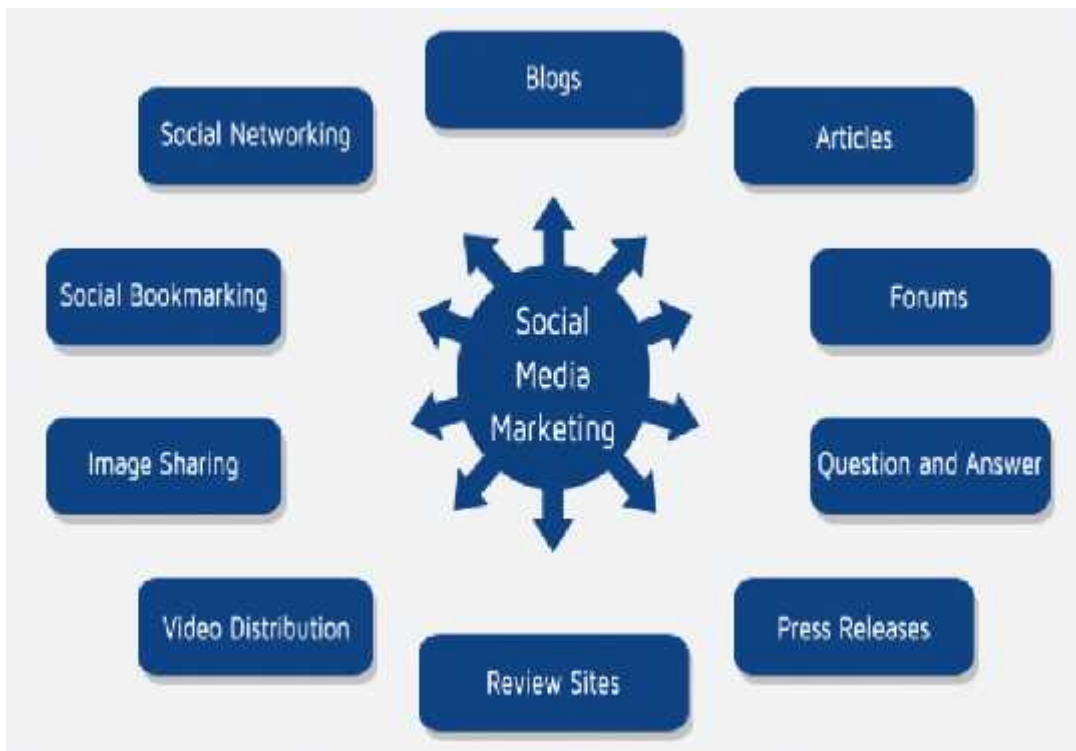 Blogs
Social Networking
Articles
Social Bookmarking
Forums
Social
Media
Marketing
Image Sharing
Question and Answer
Video Distribution
Press Releases
Review Sites